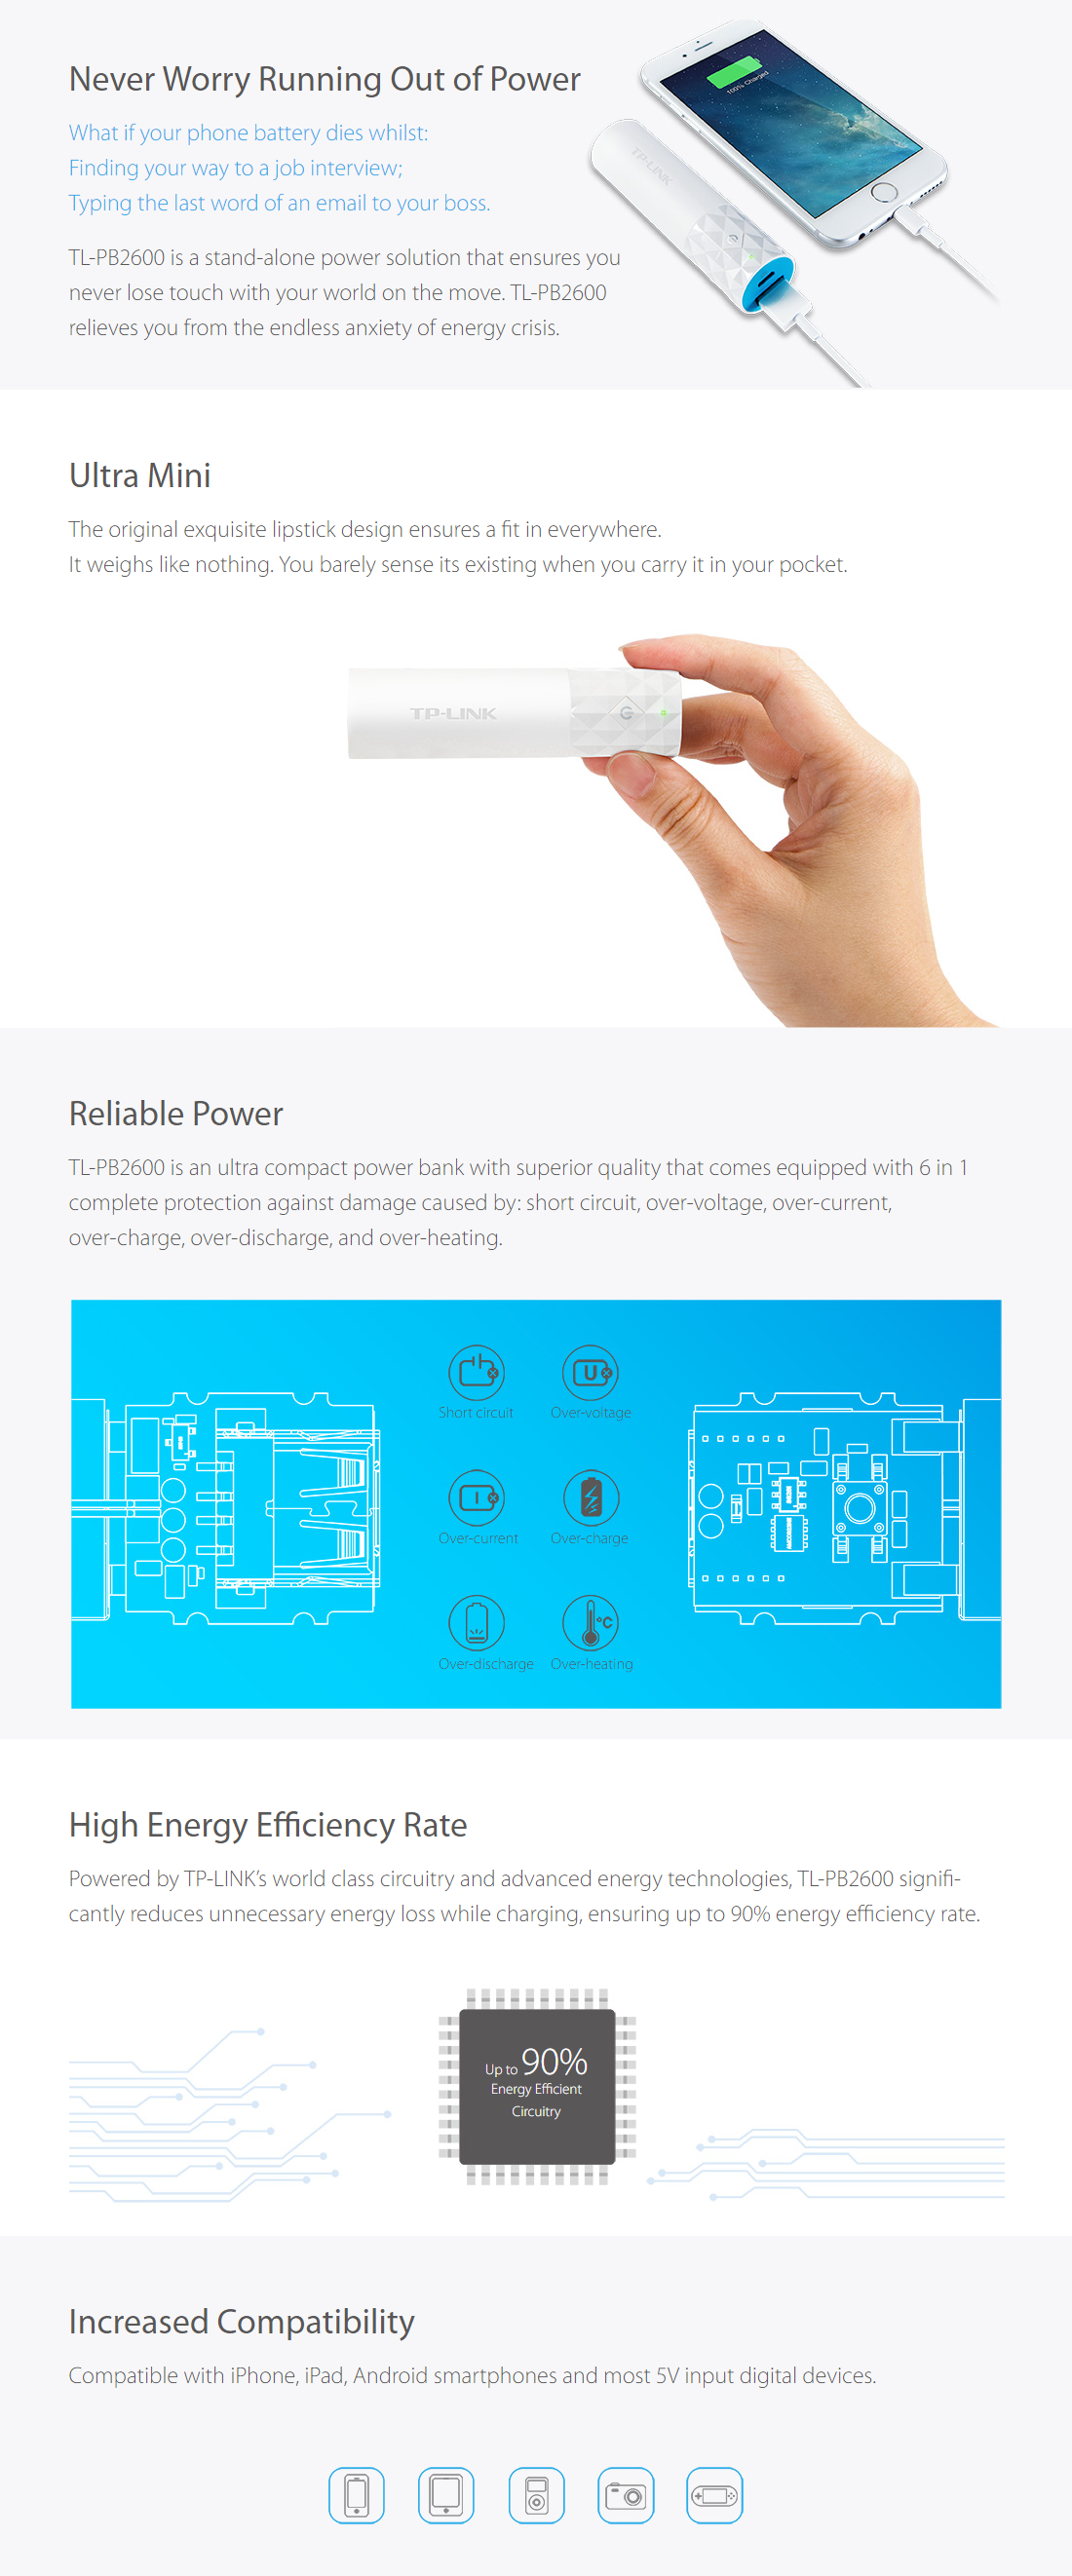 Never Worry Running Out of Power
What if your phone battery dies whilst:
Finding your way to a job interview;
Typing the last word of an email to your boss.
TL-PB2600 is a stand-alone power solution that ensures you
never lose touch with your world on the move. TL-PB2600
relieves you from the endless anxiety of energy crisis.
100% Charged
TP-LINK
Ultra Mini
The original exquisite lipstick design ensures a fit in everywhere.
It weighs like nothing. You barely sense its existing when you carry it in your pocket.
TP-LINK
Reliable Power
TL-PB2600 is an ultra compact power bank with superior quality that comes equipped with 6 in 1
complete protection against damage caused by: short circuit, over-voltage, over-current,
over-charge, over-discharge, and over-heating.
U
Short circuit Over-voltage
I
Over-current Over-charge
°C
Over-discharge Over-heating
High Energy Efficiency Rate
Powered by TP-LINK’s world class circuitry and advanced energy technologies, TL-PB2600 signifi-
cantly reduces unnecessary energy loss while charging, ensuring up to 90% energy efficiency rate.
Up to 90%
Energy Efficient
Circuitry
Increased Compatibility
Compatible with iPhone, iPad, Android smartphones and most 5V input digital devices.